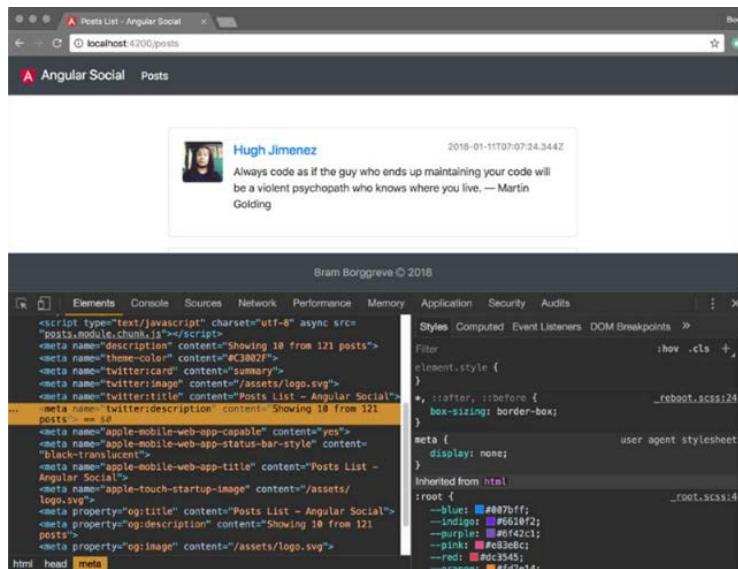 Posts List - Angular Social
localhost:4200/posts
Angular Social Posts
Hugh Jimenez 2018-01-11T07:07:24.344Z
Always code as if the guy who ends up maintaining your code will
be a violent psychopath who knows where you live. — Martin
Golding
Bram Borggreve © 2018
Elements Console Sources Network Performance Memory Application Security Audits
<script type="text/javascript" charset="utf-8" async src=
"posts.module.chunk.js"></script>
<meta name="description" content="Showing 10 from 121 posts">
<meta name="theme-color" content="#C3002F">
<meta name="twitter:card" content="summary">
<meta name="twitter:image" content="/assets/logo.svg">
<meta name="twitter:title" content="Posts List - Angular Social">
<meta name="twitter:description" content="Showing 10 from 121
posts"> == $0
<meta name="apple-mobile-web-app-capable" content="yes">
<meta name="apple-mobile-web-app-status-bar-style" content=
"black-translucent">
<meta name="apple-mobile-web-app-title" content="Posts List -
Angular Social">
<meta name="apple-touch-startup-image" content="/assets/
logo.svg">
<meta property="og:title" content="Posts List - Angular Social">
<meta property="og:description" content="Showing 10 from 121
posts">
<meta property="og:image" content="/assets/logo.svg">
html head meta
Styles Computed Event Listeners DOM Breakpoints »
Filter :hov .cls +
element.style {
}
*, ::after, ::before { _reboot.scss:24
box-sizing: border-box;
}
meta { user agent stylesheet
display: none;
}
Inherited from html
:root { _root.scss:4
--blue: #007bff;
--indigo: #6610f2;
--purple: #6f42c1;
--pink: #e83e8c;
--red: #dc3545;
--orange: #fd7e14;